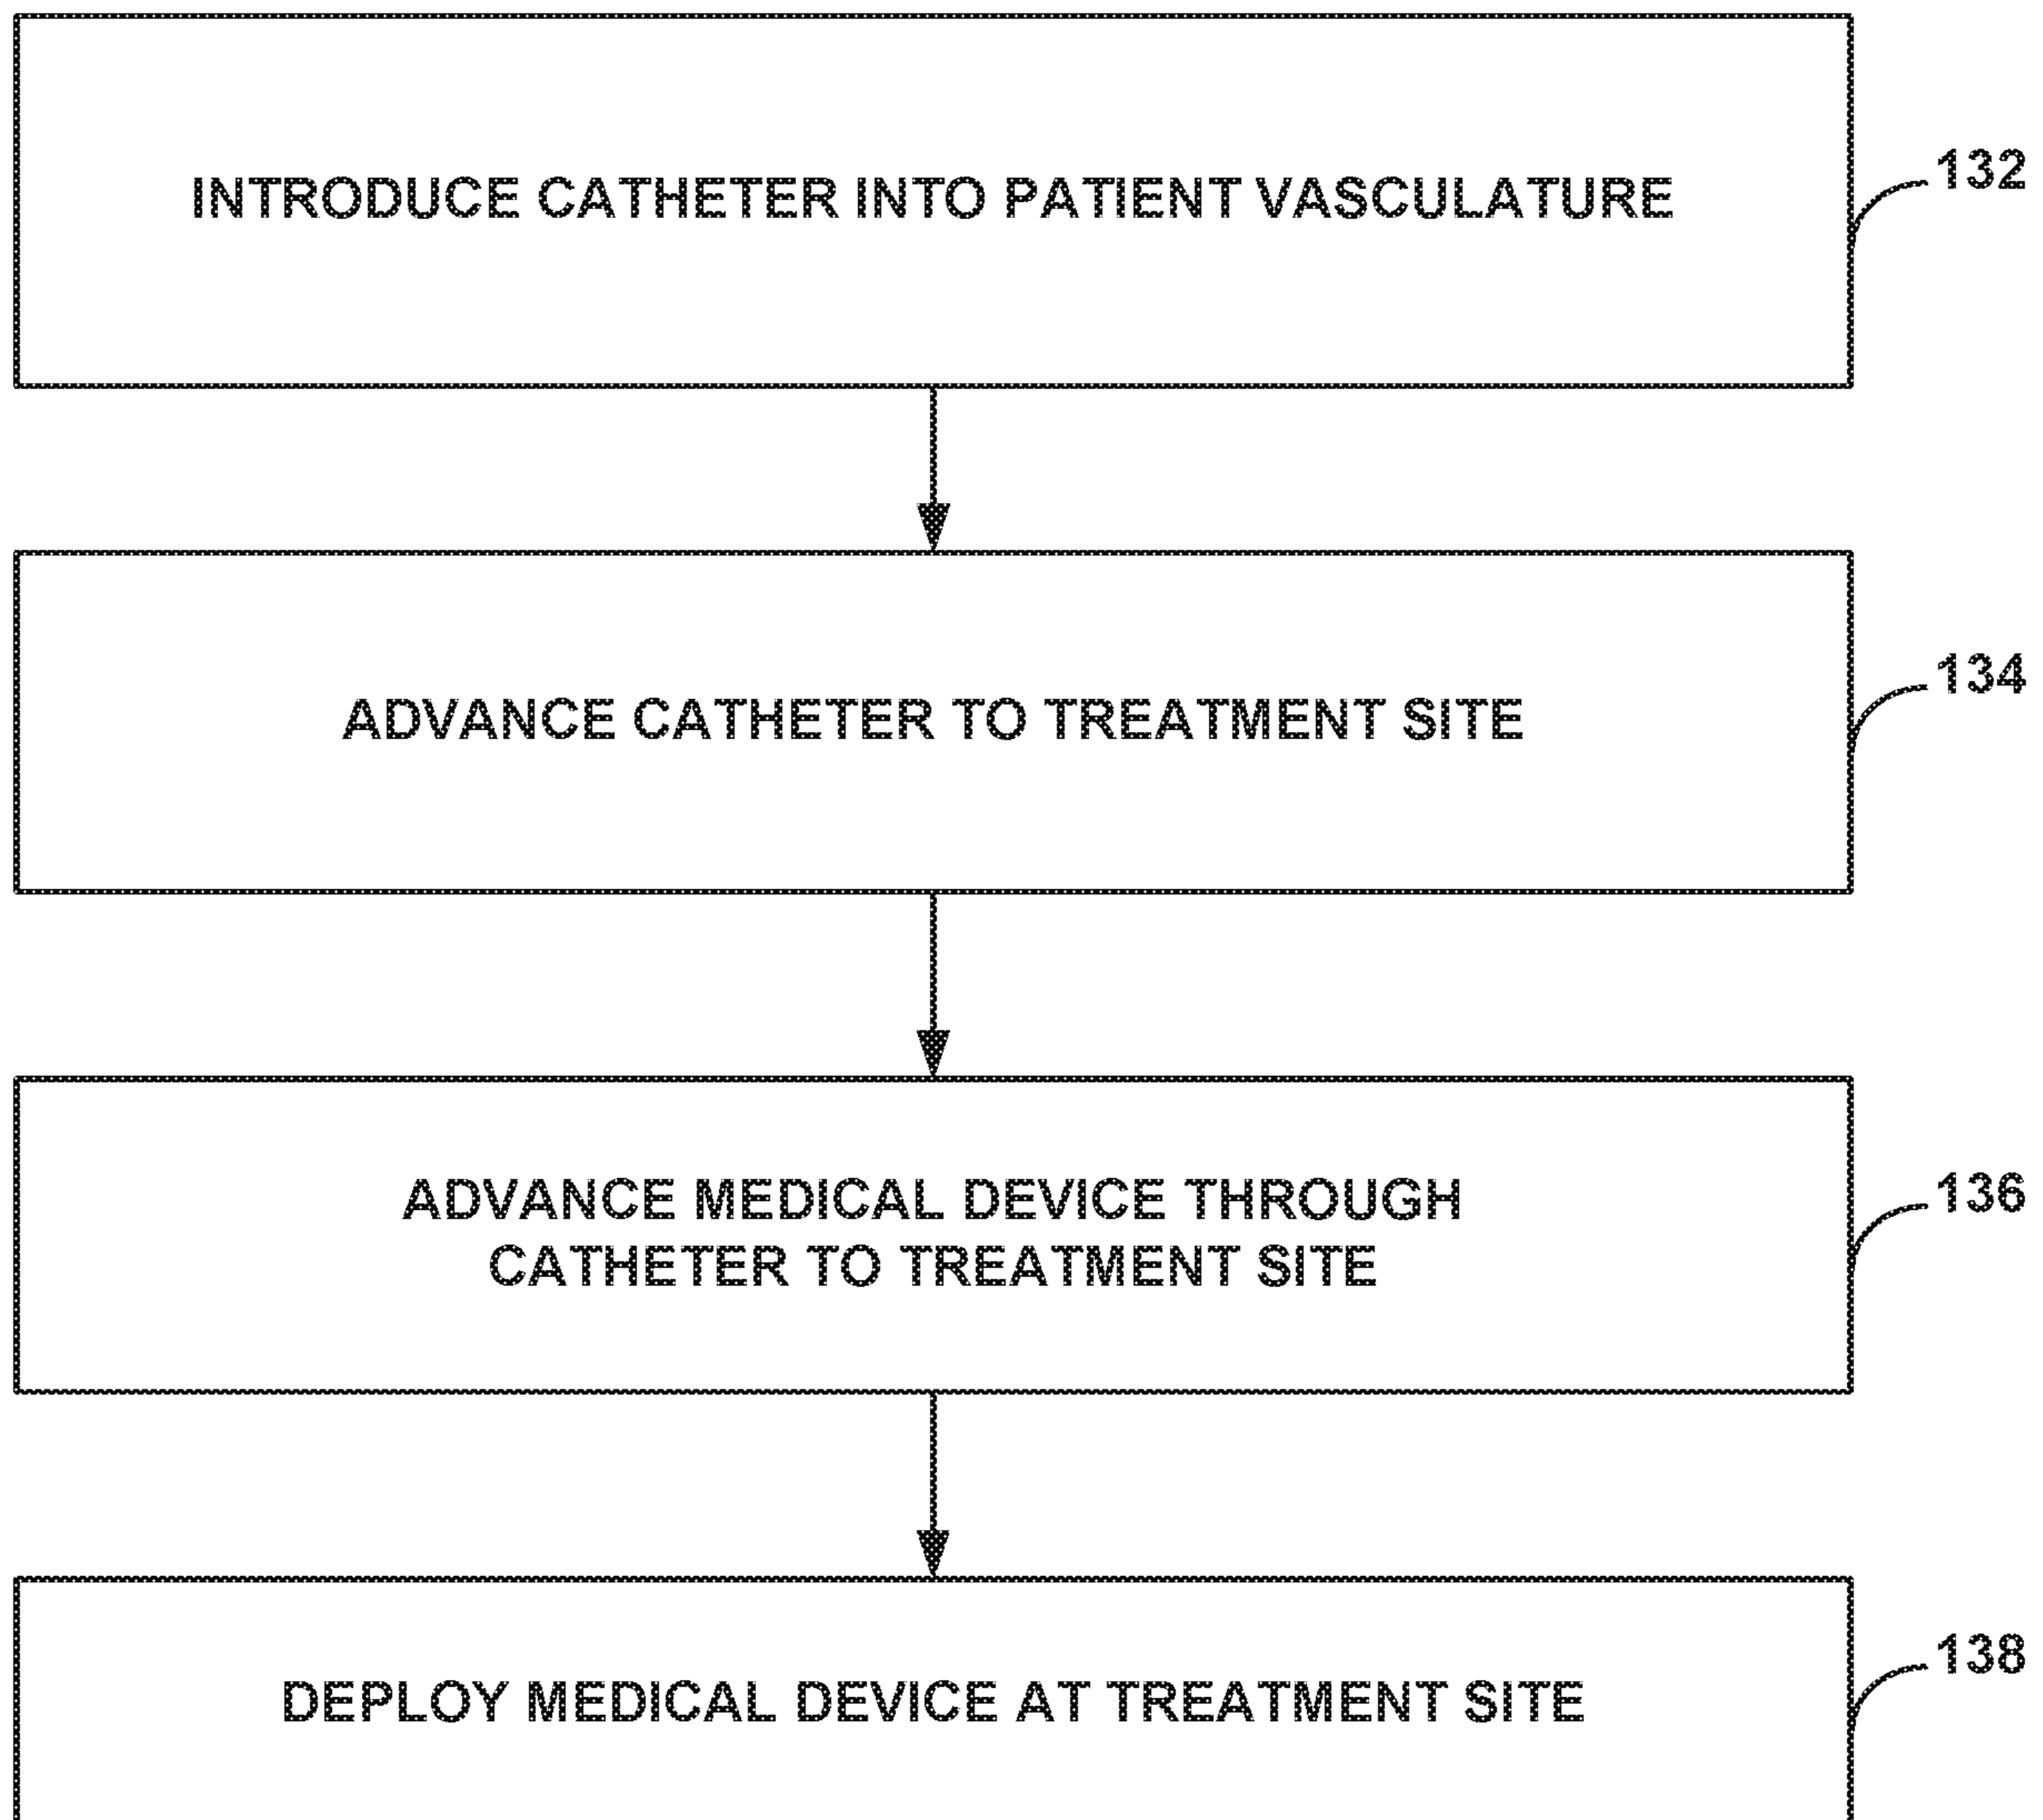 INTRODUCE CATHETER INTO PATIENT VASCULATURE
132
ADVANCE CATHETER TO TREATMENT SITE
134
ADVANCE MEDICAL DEVICE THROUGH
CATHETER TO TREATMENT SITE
136
DEPLOY MEDICAL DEVICE AT TREATMENT SITE
138